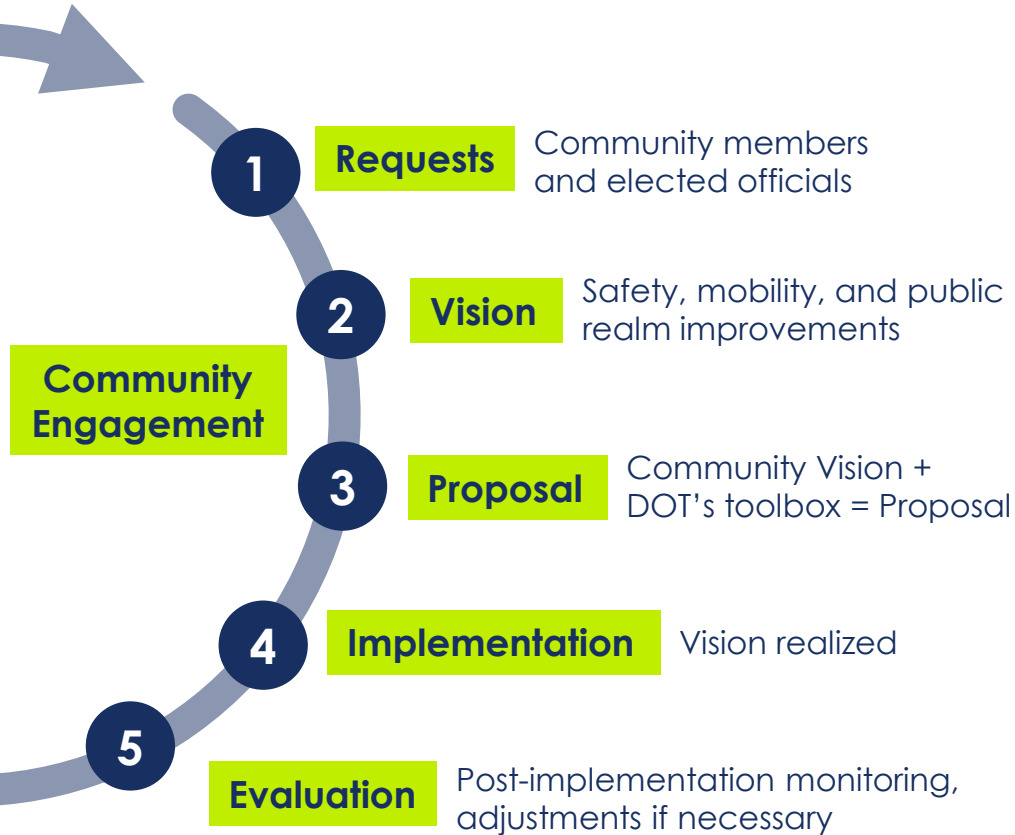 1
Requests
Community members
and elected officials
2
Vision
Safety, mobility, and public
realm improvements
Community
Engagement
3
Proposal
Community Vision +
DOT’s toolbox = Proposal
4
Implementation
Vision realized
5
Evaluation
Post-implementation monitoring,
adjustments if necessary